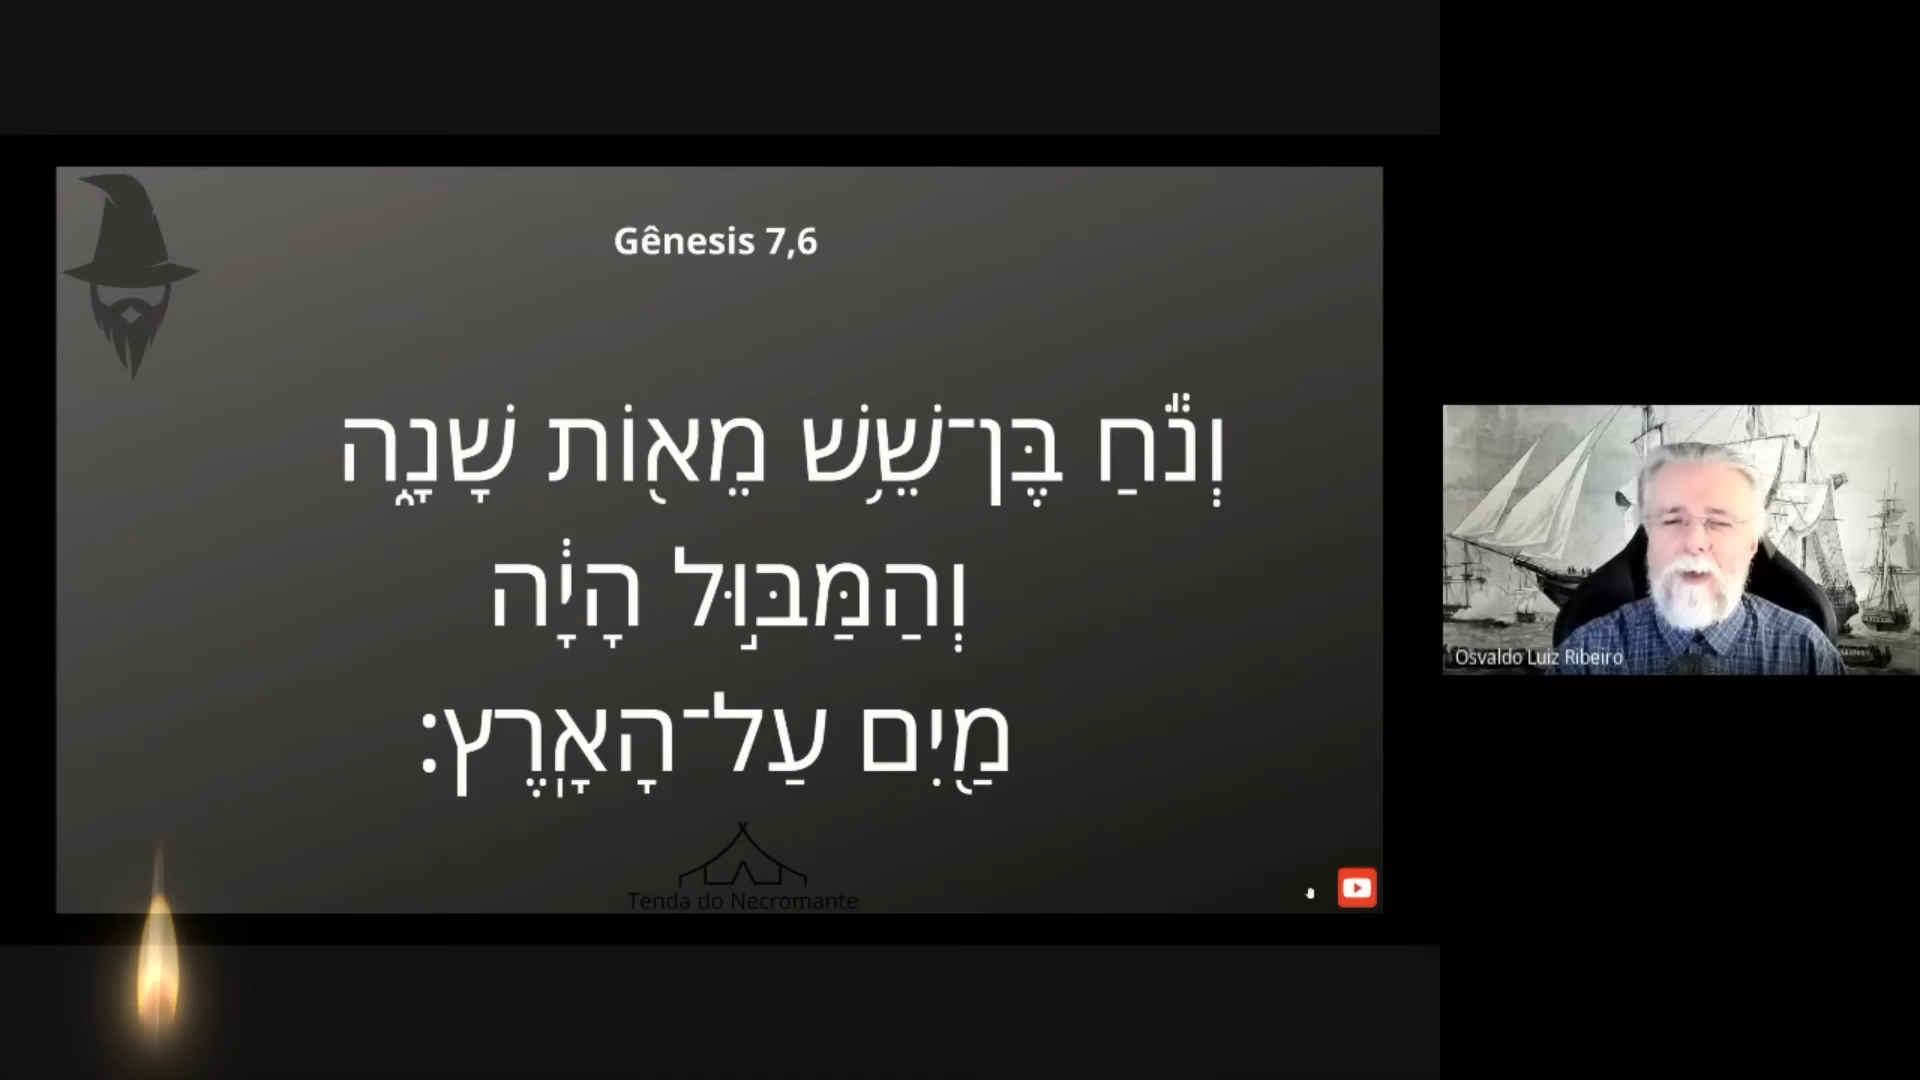 Gênesis 7,6
וְנֹ֕חַ בֶּן־שֵׁ֥שׁ מֵא֖וֹת שָׁנָ֑ה
וְהַמַּבּ֣וּל הָיָ֔ה
מַ֖יִם עַל־הָאָֽרֶץ׃
Tenda do Necromante
Osvaldo Luiz Ribeiro